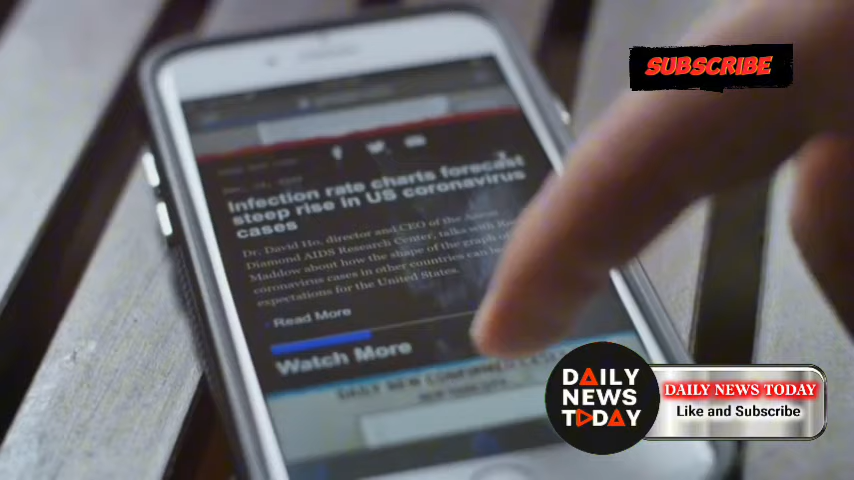 SUBSCRIBE
Infection rate charts forecast
steep rise in US coronavirus
cases
Dr. David Ho, director and CEO of the Aaron
Diamond AIDS Research Center, talks with
Maddow about how the shape of the graph of
coronavirus cases in other countries can
expectations for the United States.
Read More
Watch More
DAILY NEW CONFIRMED
DAILY
NEWS
TODAY
DAILY NEWS TODAY
Like and Subscribe